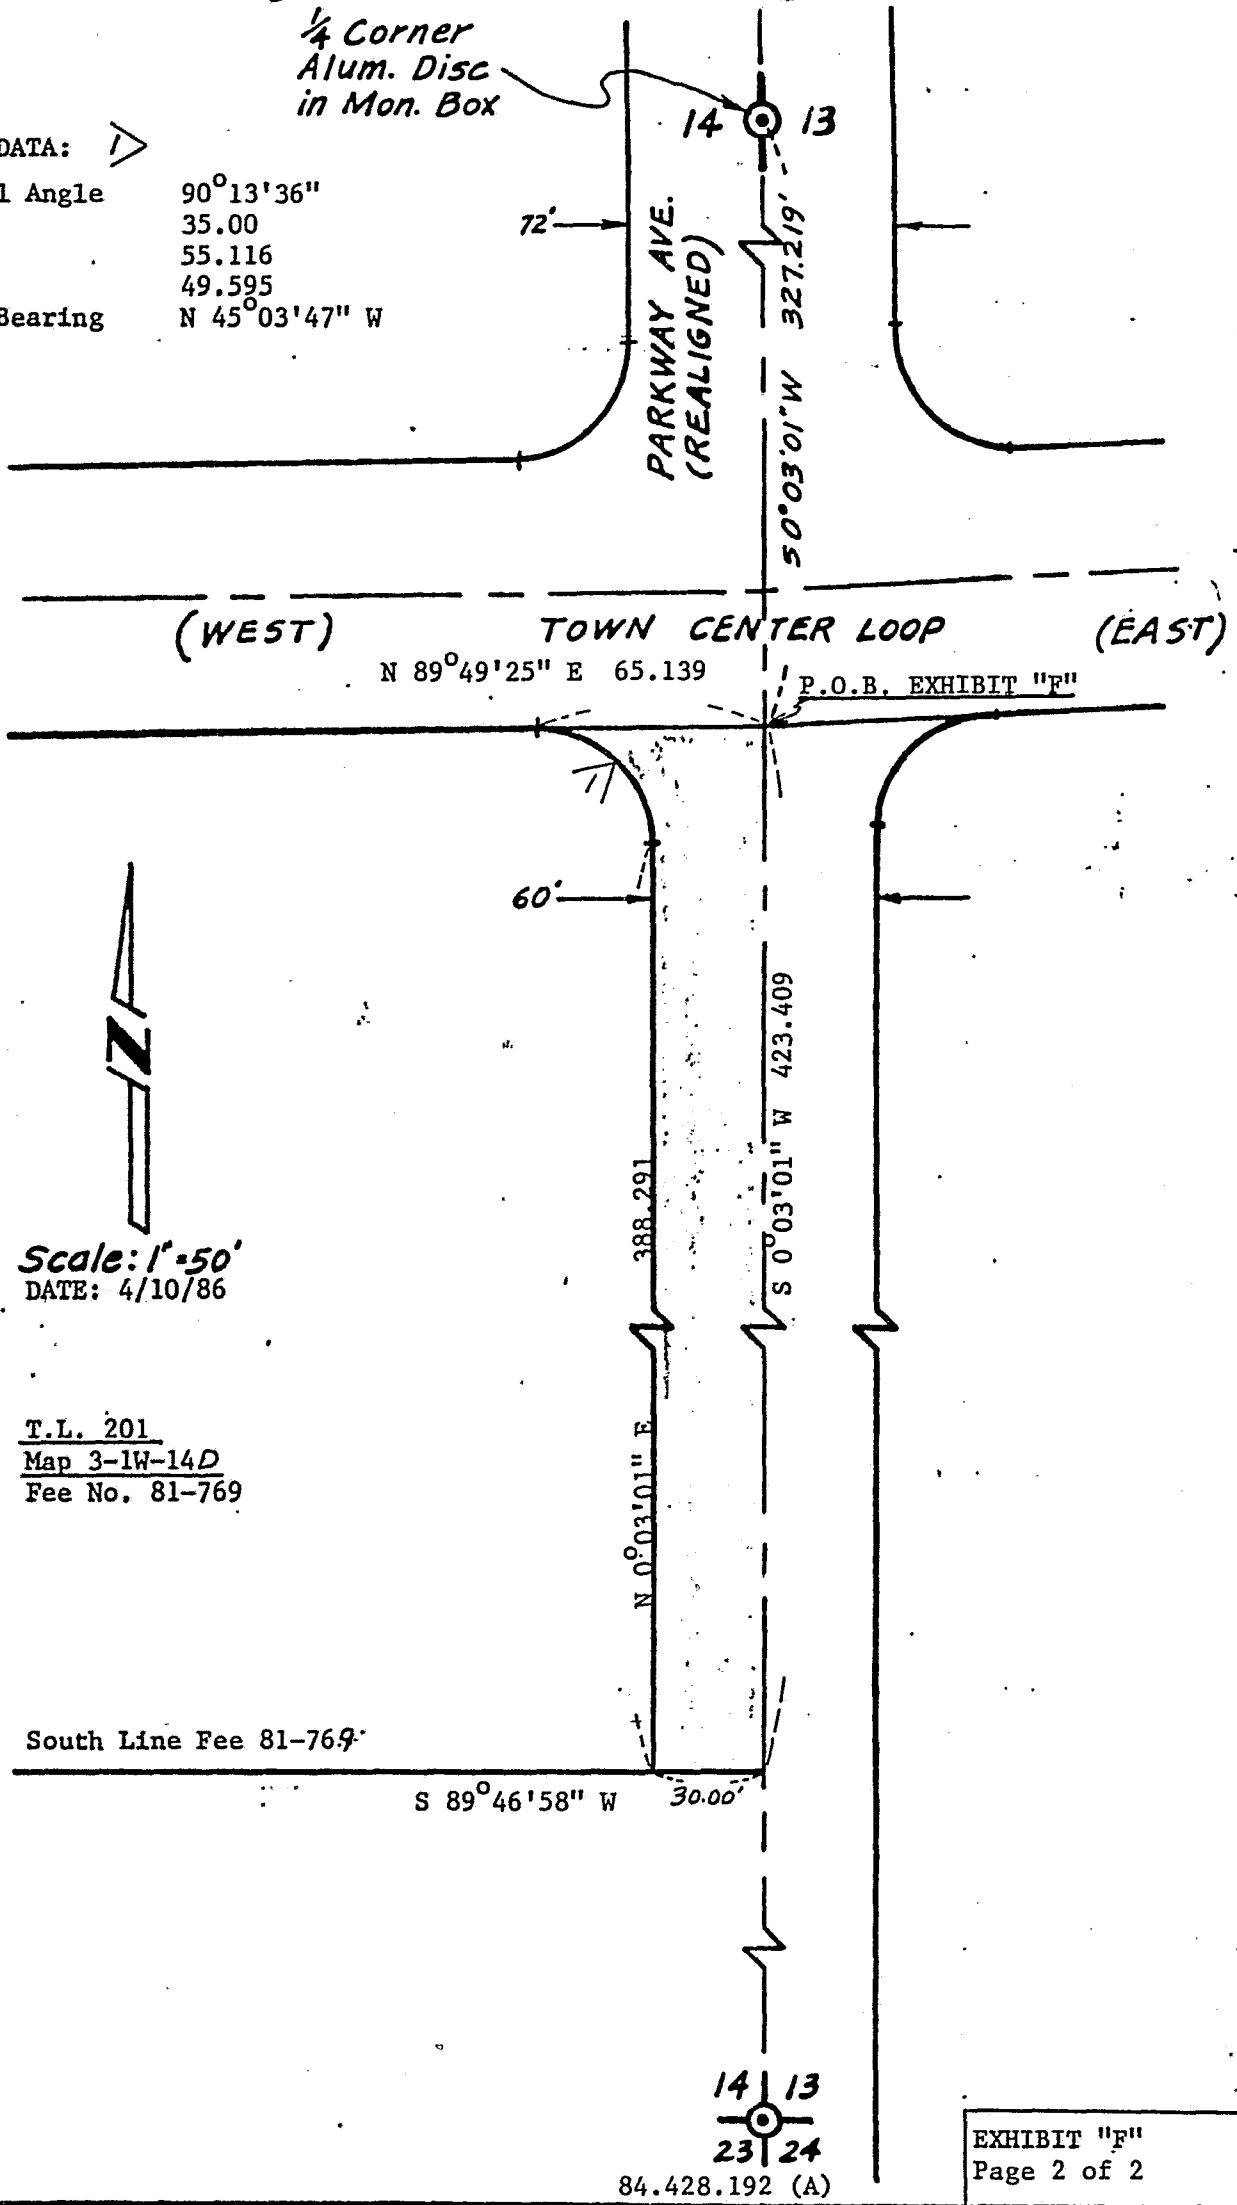 1/4 Corner
Alum. Disc
in Mon. Box
14 13
DATA: 1
l Angle 90°13'36"
35.00
55.116
49.595
Bearing N 45°03'47" W
72'
PARKWAY AVE.
(REALIGNED)
S 0°03'01" W 327.219'
(WEST) TOWN CENTER LOOP (EAST)
N 89°49'25" E 65.139
P.O.B. EXHIBIT "F"
1
60'
N
S 0°03'01" W 423.409
N 0°03'01" E 388.291
Scale: 1"=50'
DATE: 4/10/86
T.L. 201
Map 3-1W-14D
Fee No. 81-769
South Line Fee 81-769
S 89°46'58" W 30.00'
14 13
23 24
84.428.192 (A)
EXHIBIT "F"
Page 2 of 2